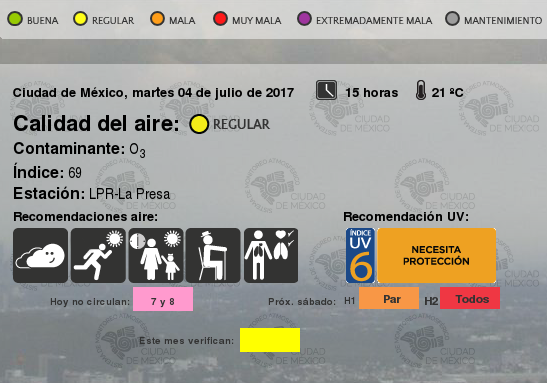 BUENA REGULAR MALA MUY MALA EXTREMADAMENTE MALA MANTENIMIENTO
Ciudad de México, martes 04 de julio de 2017 15 horas 21 ºC
Calidad del aire: REGULAR
Contaminante: O3
Índice: 69
Estación: LPR-La Presa
Recomendaciones aire: Recomendación UV:
ÍNDICE UV 6 NECESITA PROTECCIÓN
Hoy no circulan: 7 y 8 Próx. sábado: H1 Par H2 Todos
Este mes verifican:
CIUDAD DE MÉXICO